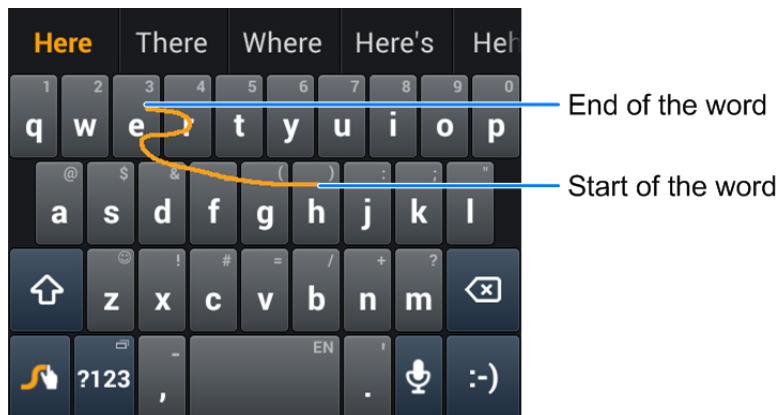 Here There Where Here's Heh
1 2 3 4 5 6 7 8 9 0
q w e r t y u i o p
End of the word
@ $ & ( ) : ; "
a s d f g h j k l
Start of the word
! # = / + ?
z x c v b n m
- EN '
?123 , . :-)